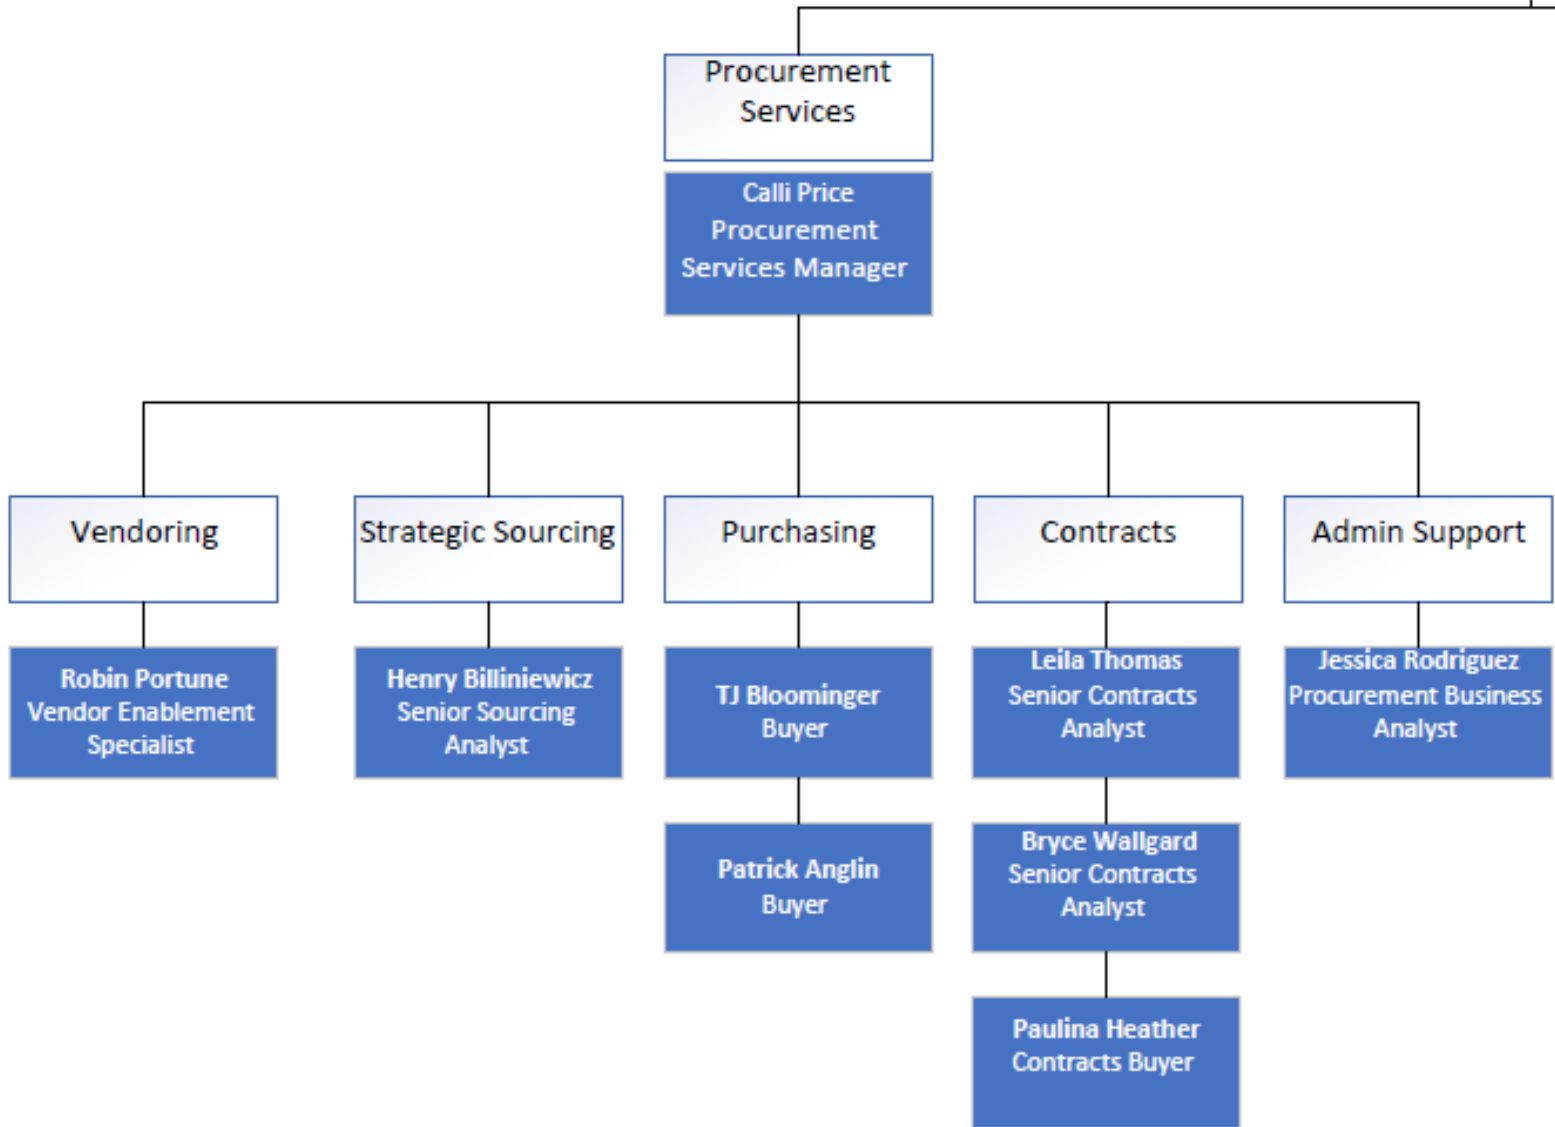 Procurement
Services
Calli Price
Procurement
Services Manager
Vendoring
Strategic Sourcing
Purchasing
Contracts
Admin Support
Robin Portune
Vendor Enablement
Specialist
Henry Billiniewicz
Senior Sourcing
Analyst
TJ Bloominger
Buyer
Leila Thomas
Senior Contracts
Analyst
Jessica Rodriguez
Procurement Business
Analyst
Patrick Anglin
Buyer
Bryce Wallgard
Senior Contracts
Analyst
Paulina Heather
Contracts Buyer